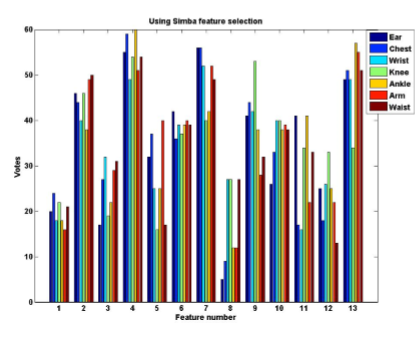 Using Simba feature selection
60
50
40
30
20
10
0
Votes
1 2 3 4 5 6 7 8 9 10 11 12 13
Feature number
Ear
Chest
Wrist
Knee
Ankle
Arm
Waist